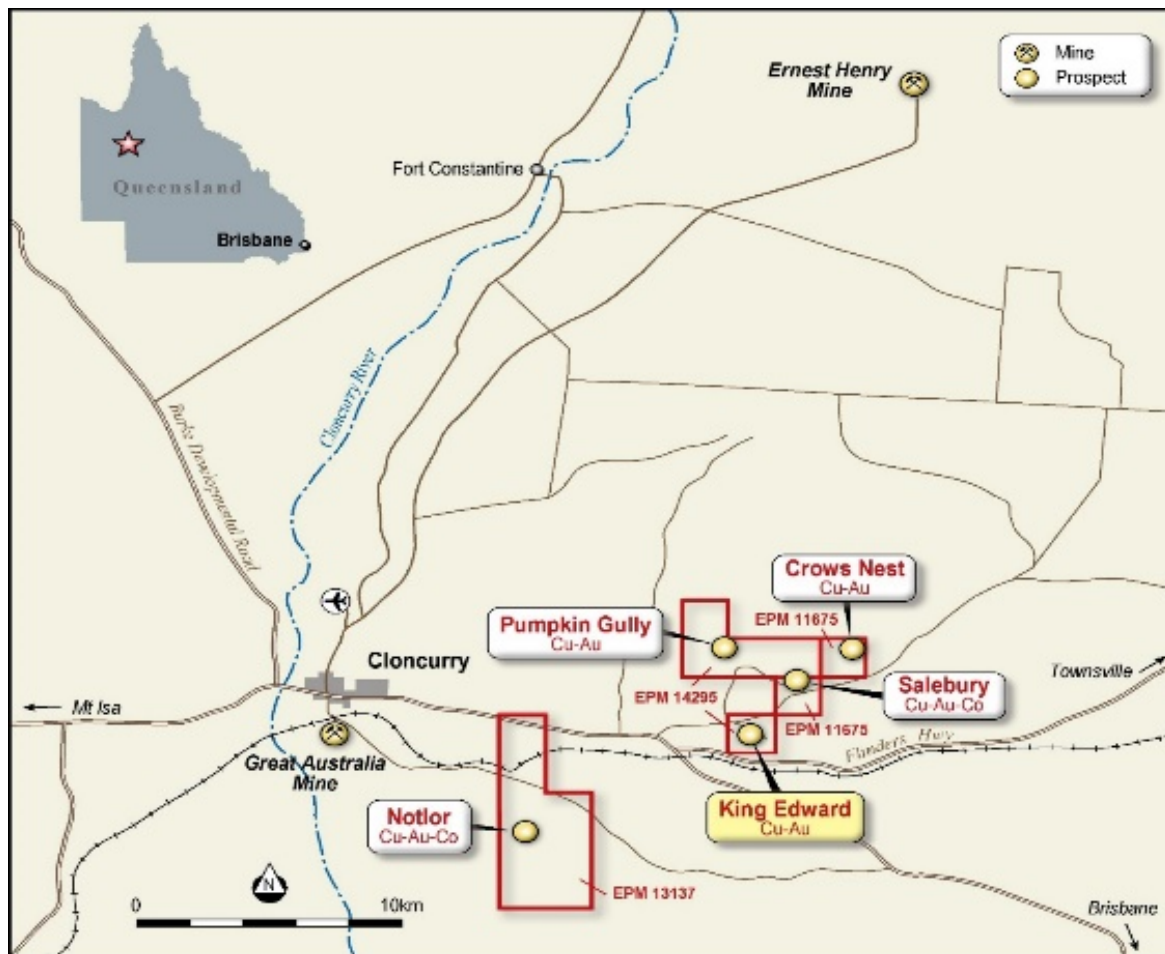 Mine
Prospect
Ernest Henry
Mine
Fort Constantine
Queensland
Brisbane
Cloncurry River
Burke Developmental Road
Crows Nest
Cu-Au
EPM 11675
Pumpkin Gully
Cu-Au
Cloncurry
Townsville
Salebury
Cu-Au-Co
EPM 14295
EPM 11675
Mt Isa
Flinders Hwy
Great Australia
Mine
King Edward
Cu-Au
Notlor
Cu-Au-Co
EPM 13137
N
0 10km
Brisbane